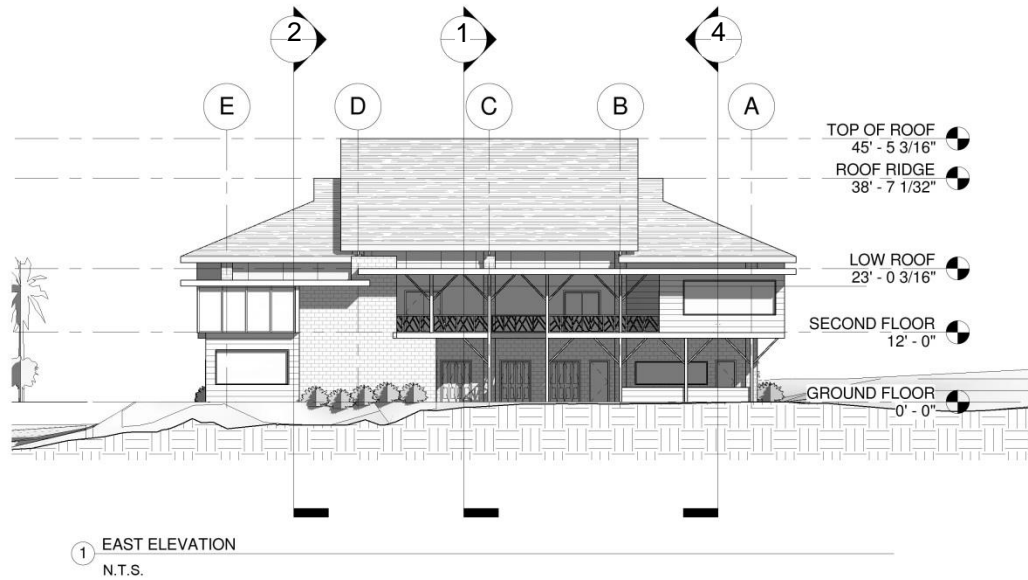 2
1
4
E
D
C
B
A
TOP OF ROOF
45' - 5 3/16"
ROOF RIDGE
38' - 7 1/32"
LOW ROOF
23' - 0 3/16"
SECOND FLOOR
12' - 0"
GROUND FLOOR
0' - 0"
1 EAST ELEVATION
N.T.S.